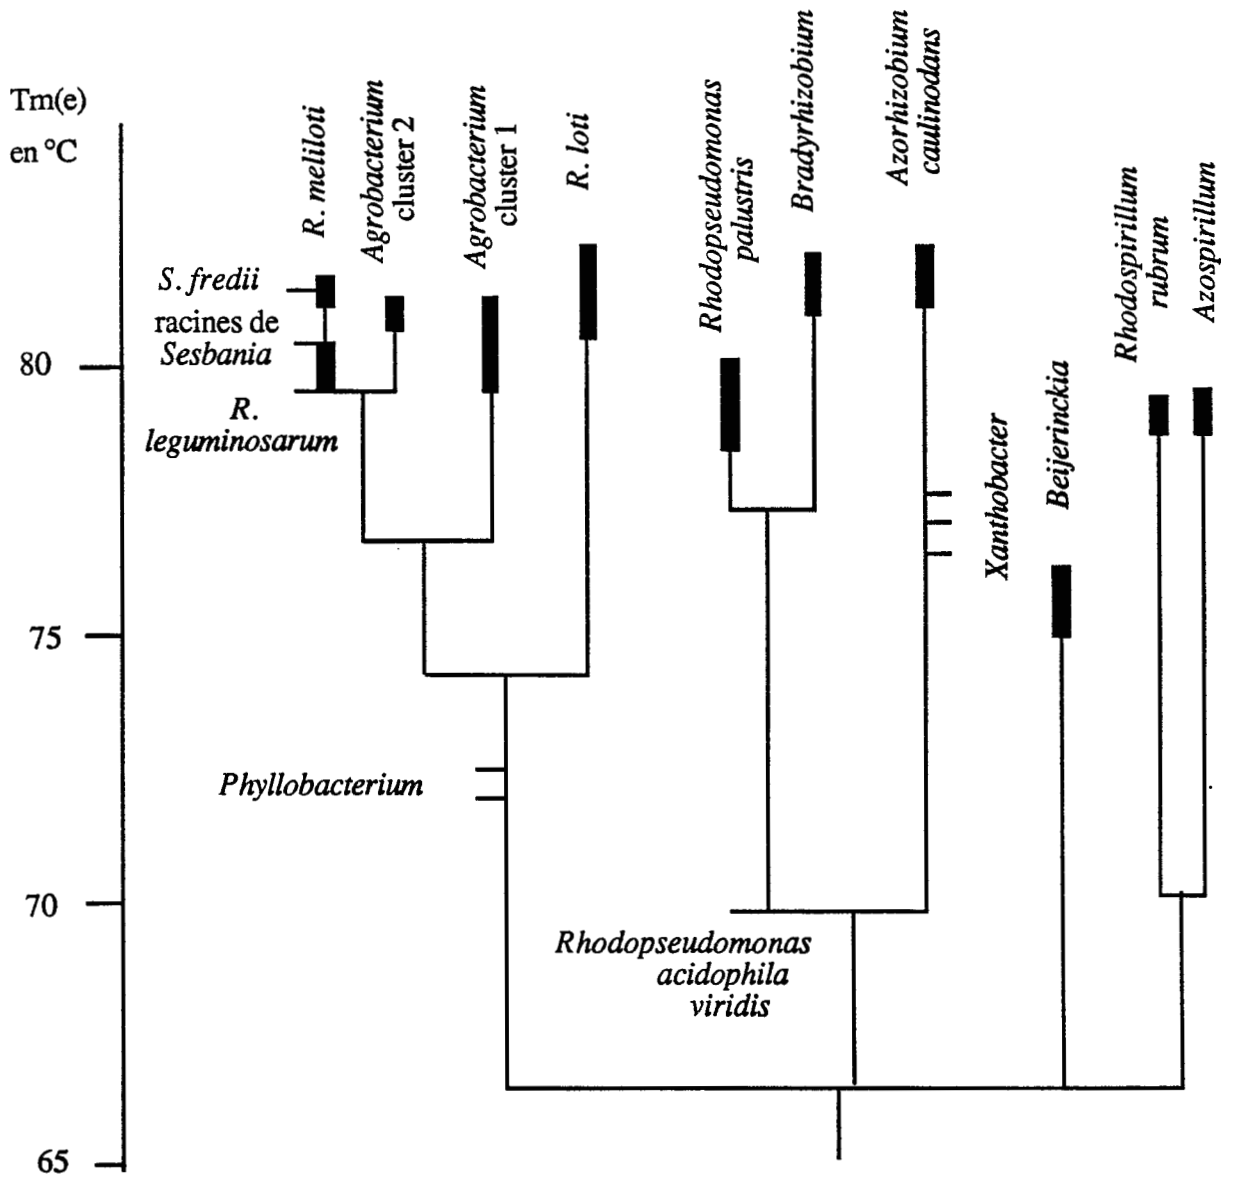 Tm(e)
en °C
80
75
70
65
S. fredii
racines de
Sesbania
R.
leguminosarum
R. meliloti
Agrobacterium
cluster 2
Agrobacterium
cluster 1
R. loti
Rhodopseudomonas
palustris
Bradyrhizobium
Azorhizobium
caulinodans
Xanthobacter
Beijerinckia
Rhodospirillum
rubrum
Azospirillum
Phyllobacterium
Rhodopseudomonas
acidophila
viridis